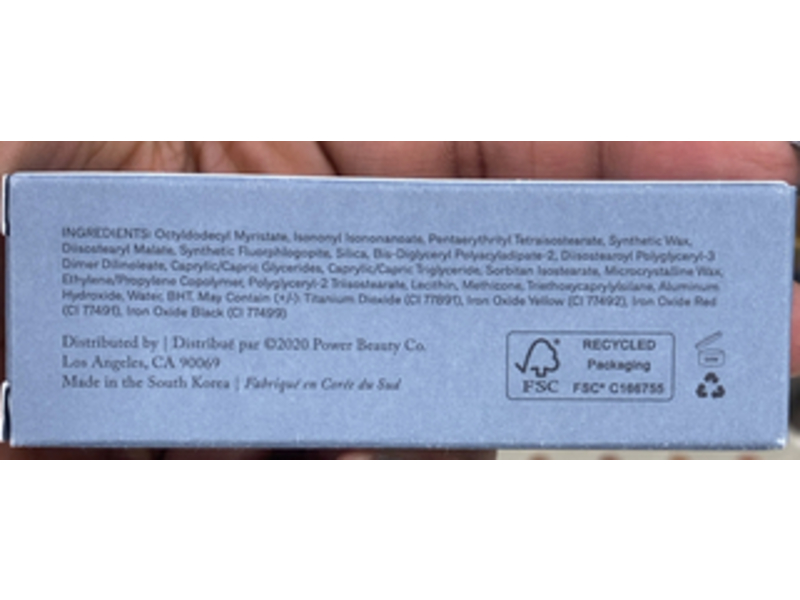 INGREDIENTS: Octyldodecyl Myristate, Isononyl Isononanoate, Pentaerythrityl Tetraisostearate, Synthetic Wax,
Diisostearyl Malate, Synthetic Fluorphlogopite, Silica, Bis-Diglyceryl Polyacyladipate-2, Diisostearoyl Polyglyceryl-3
Dimer Dilinoleate, Caprylic/Capric Glycerides, Caprylic/Capric Triglyceride, Sorbitan Isostearate, Microcrystalline Wax,
Ethylene/Propylene Copolymer, Polyglyceryl-2 Triisostearate, Lecithin, Methicone, Triethoxycaprylylsilane, Aluminum
Hydroxide, Water, BHT. May Contain (+/-): Titanium Dioxide (CI 77891), Iron Oxide Yellow (CI 77492), Iron Oxide Red
(CI 77491), Iron Oxide Black (CI 77499)
Distributed by | Distribué par ©2020 Power Beauty Co.
Los Angeles, CA 90069
Made in the South Korea | Fabriqué en Corée du Sud
FSC
RECYCLED
Packaging
FSC® C166755